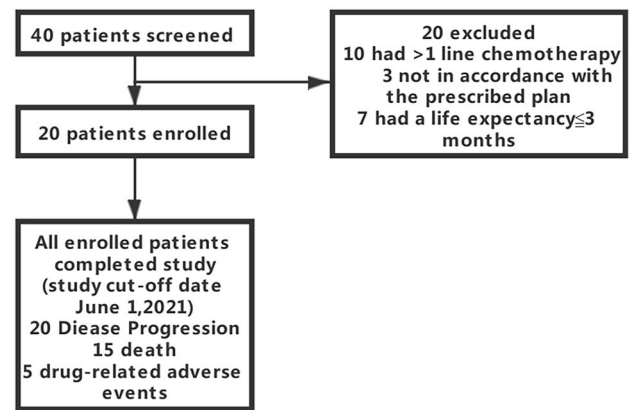 40 patients screened
20 excluded
10 had >1 line chemotherapy
3 not in accordance with
the prescribed plan
7 had a life expectancy≦3
months
20 patients enrolled
All enrolled patients
completed study
(study cut-off date
June 1,2021)
20 Diease Progression
15 death
5 drug-related adverse
events